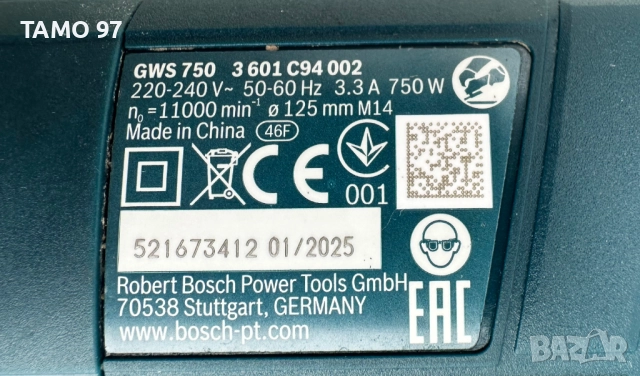 TAMO 97
GWS 750 3 601 C94 002
220-240 V~ 50-60 Hz 3.3 A 750 W
n₀ =11000 min⁻¹ ø 125 mm M14
Made in China 46F
CE
001
521673412 01/2025
Robert Bosch Power Tools GmbH
70538 Stuttgart, GERMANY
www.bosch-pt.com
EAC
BAZAR